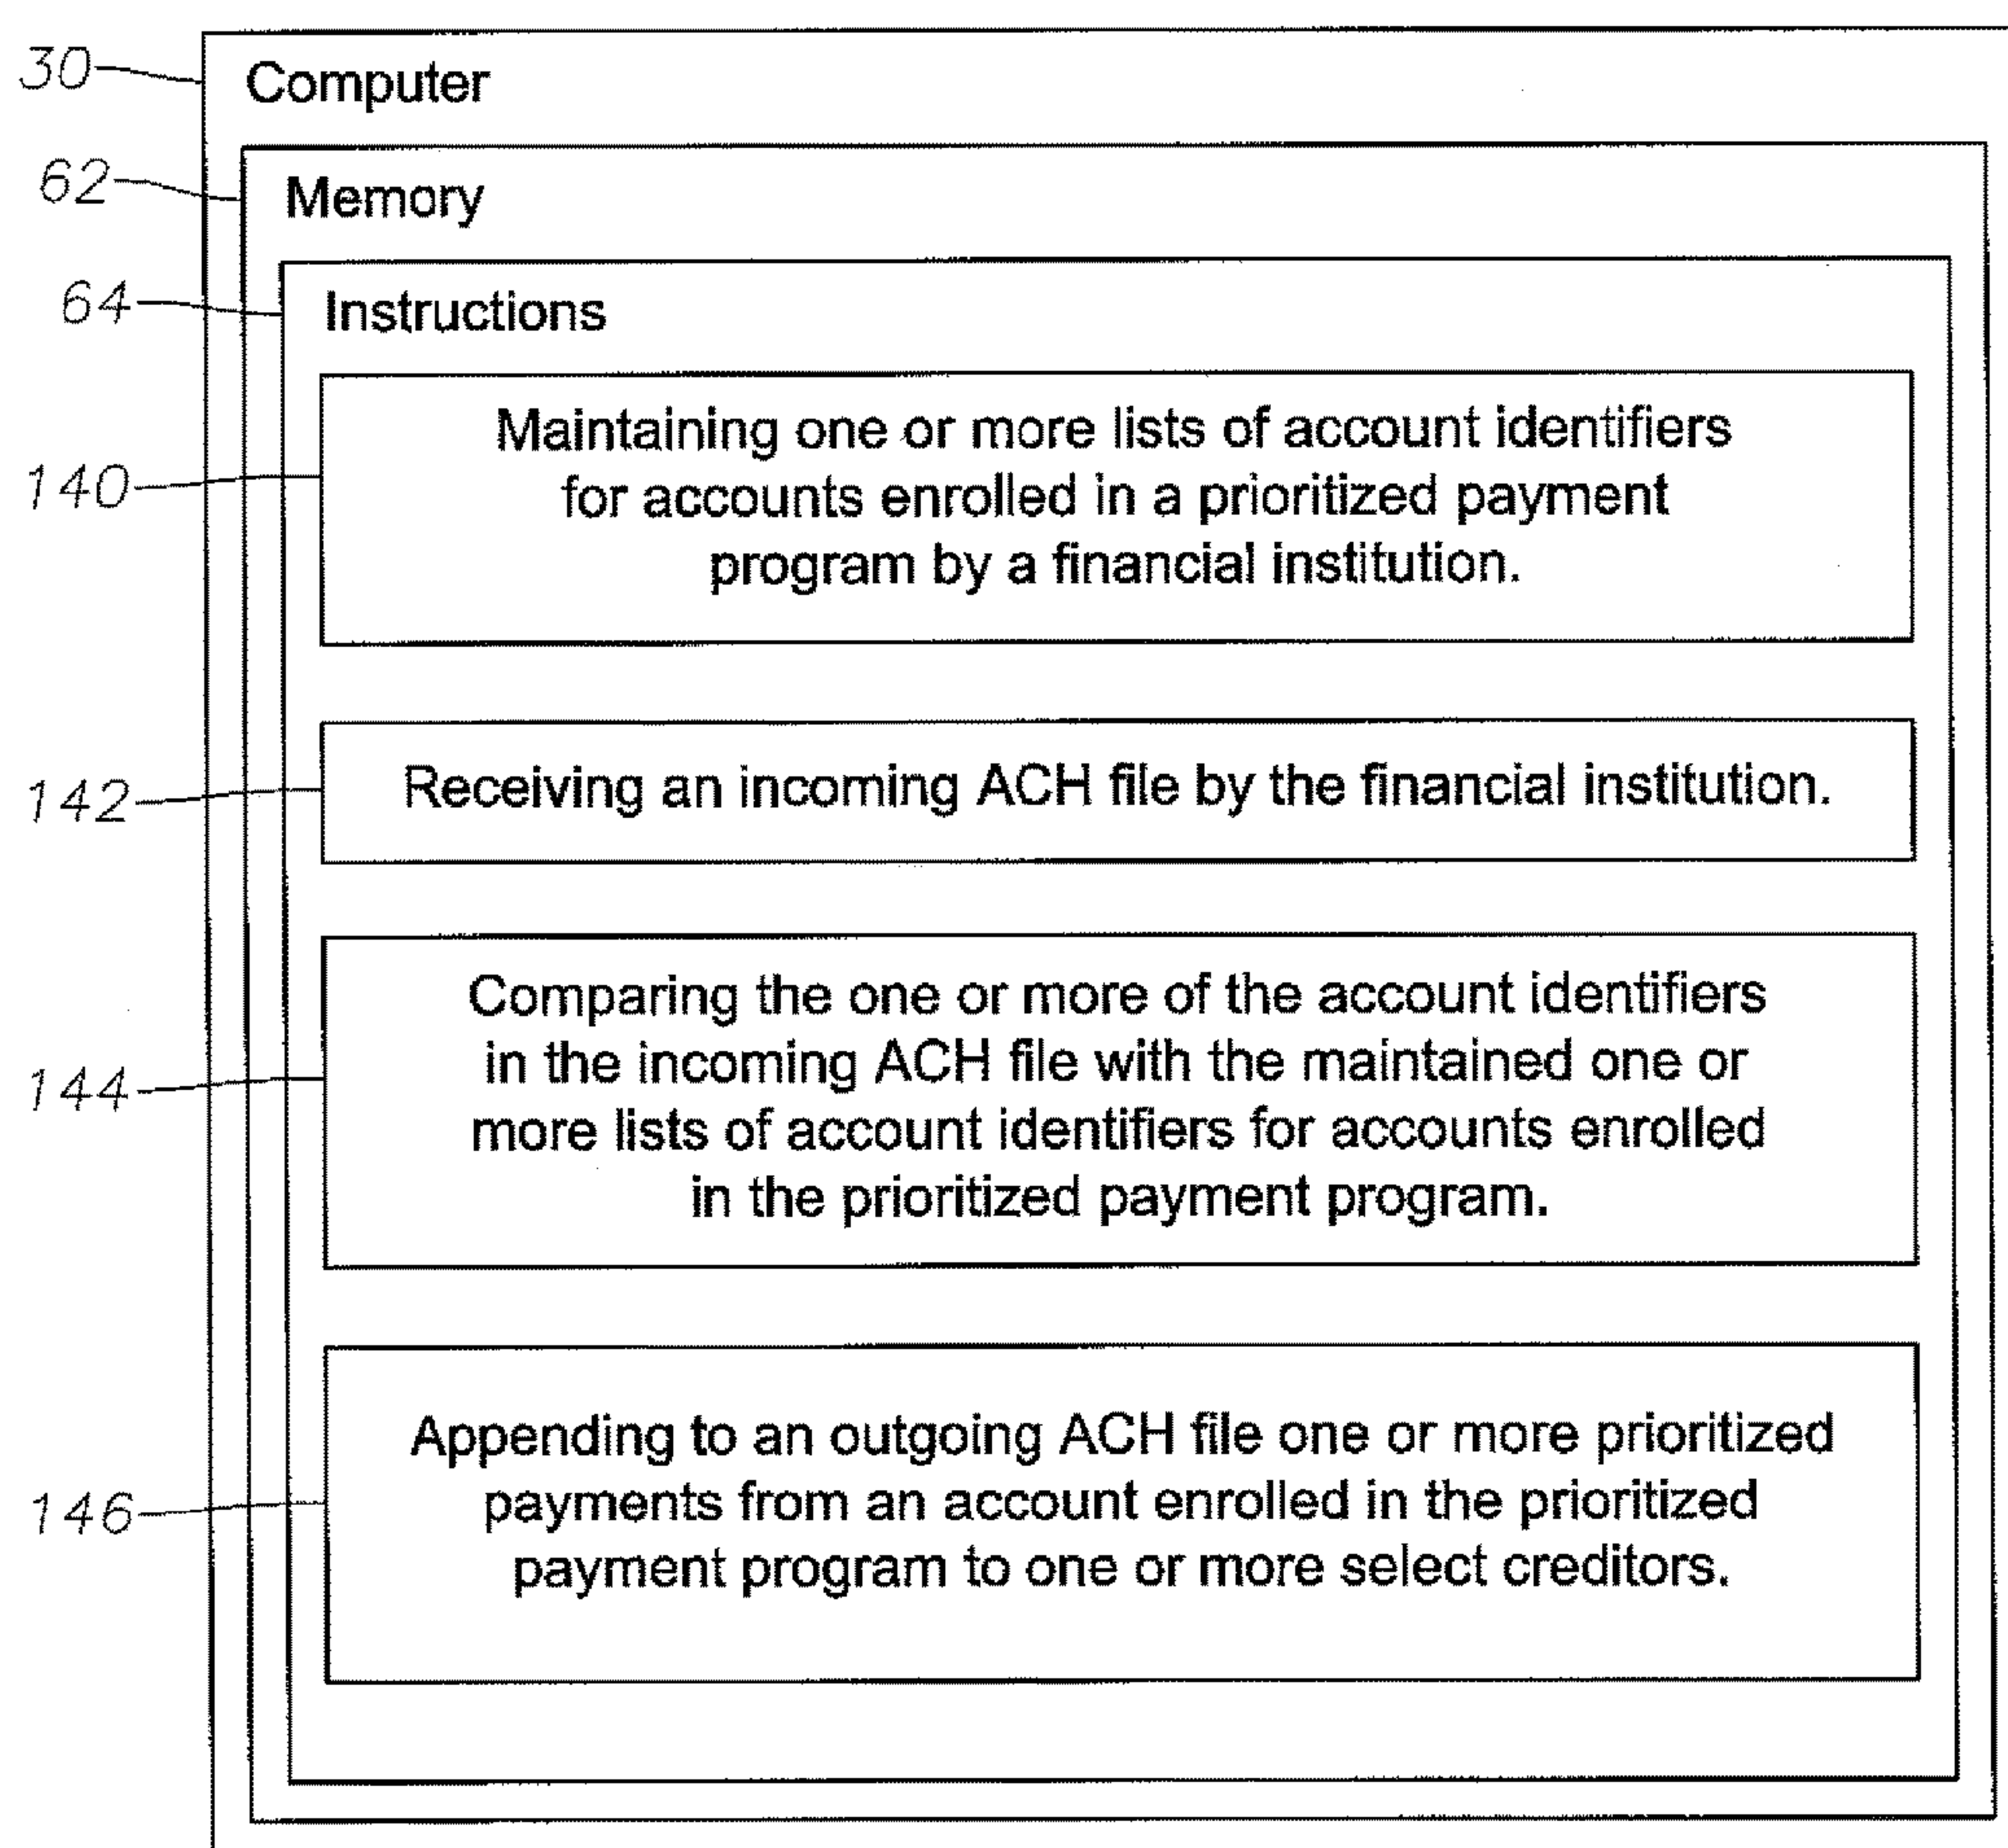 30 Computer
62 Memory
64 Instructions
Maintaining one or more lists of account identifiers
140 for accounts enrolled in a prioritized payment
program by a financial institution.
142 Receiving an incoming ACH file by the financial institution.
Comparing the one or more of the account identifiers
in the incoming ACH file with the maintained one or
144 more lists of account identifiers for accounts enrolled
in the prioritized payment program.
Appending to an outgoing ACH file one or more prioritized
146 payments from an account enrolled in the prioritized
payment program to one or more select creditors.